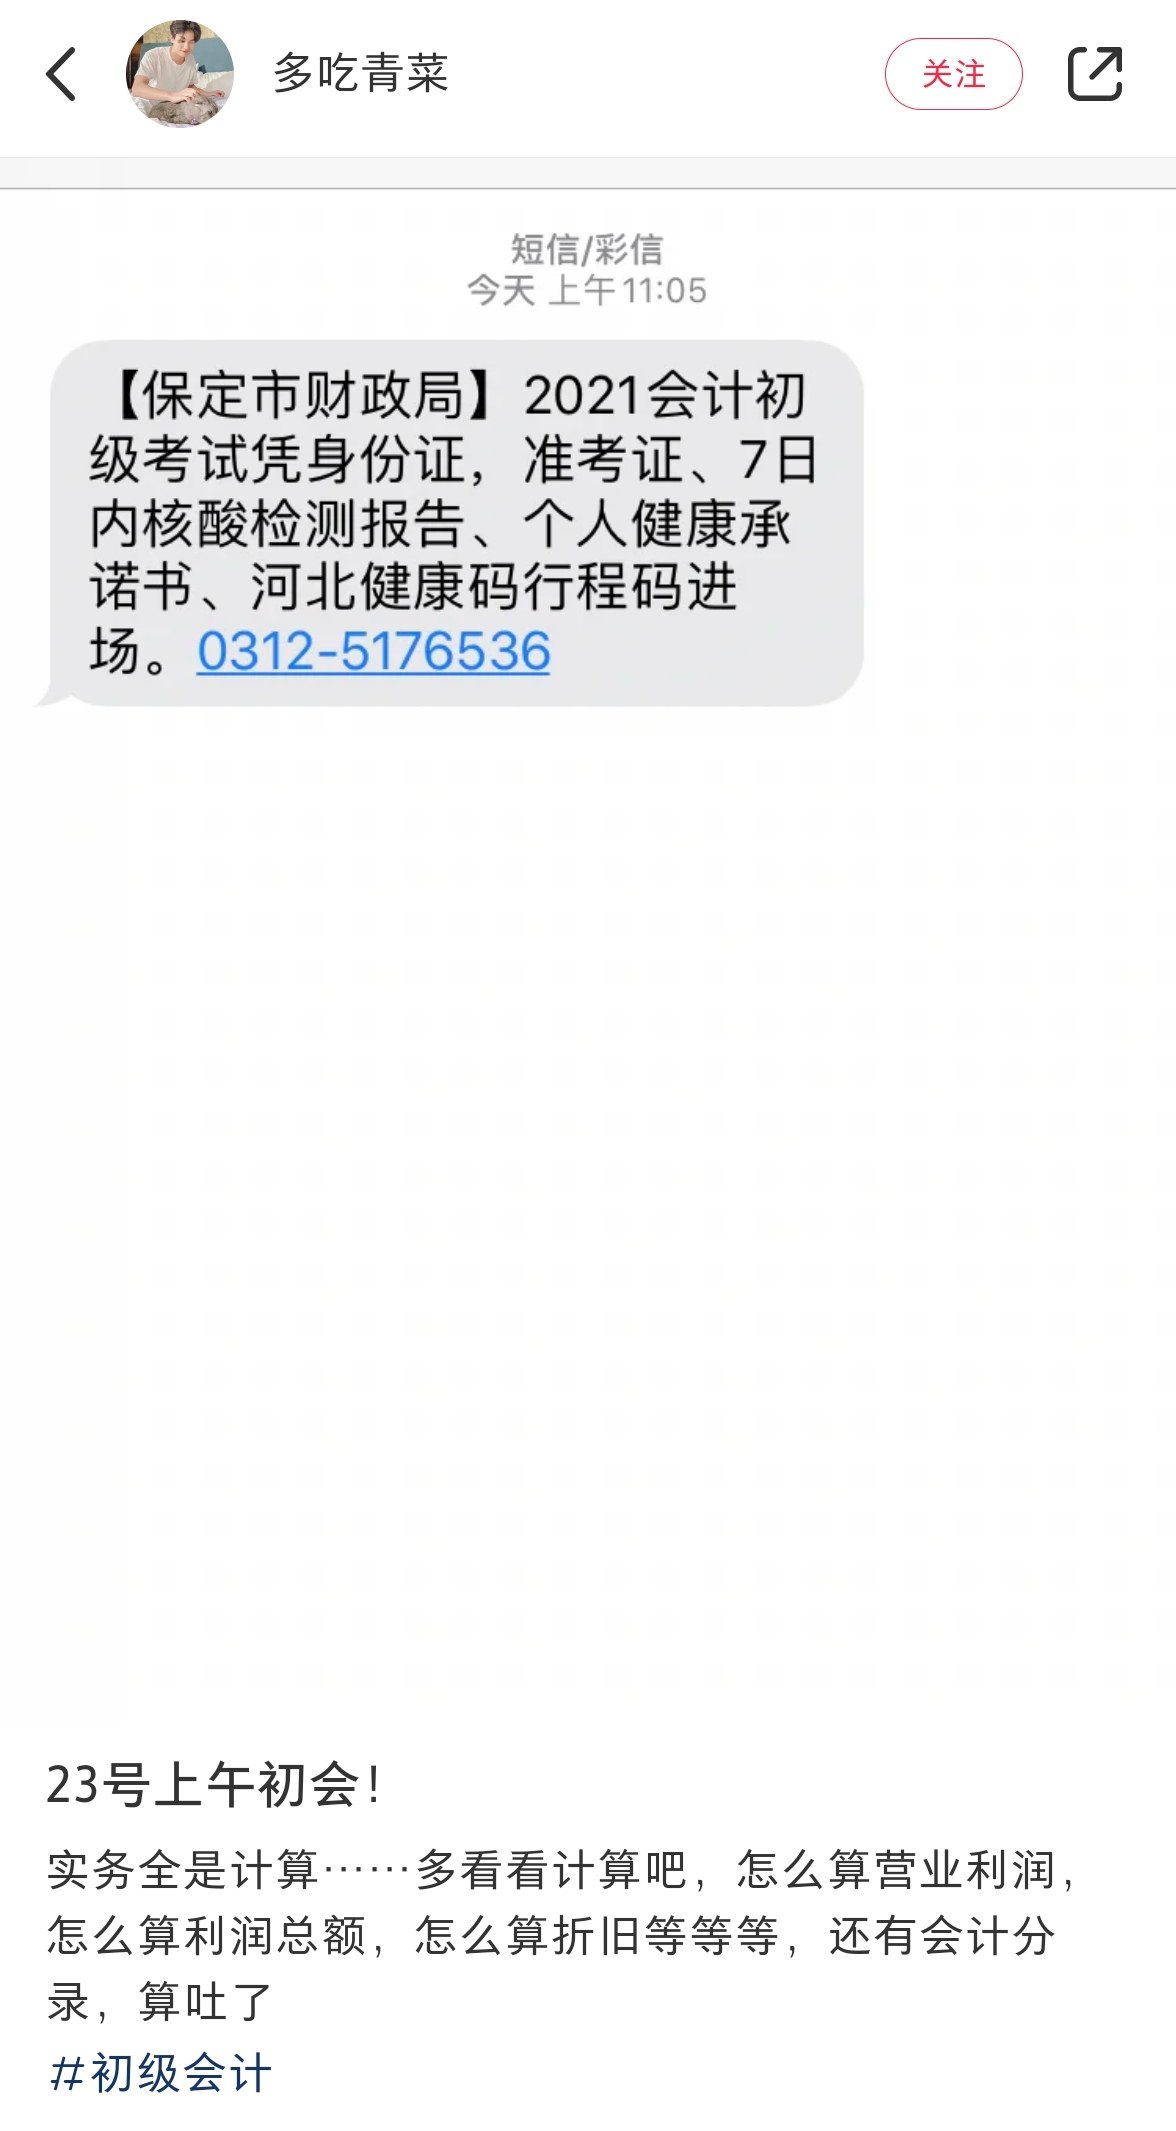 多吃青菜
关注
短信/彩信
今天 上午11:05
【保定市财政局】2021会计初
级考试凭身份证，准考证、7日
内核酸检测报告、个人健康承
诺书、河北健康码行程码进
场。0312-5176536
23号上午初会！
实务全是计算……多看看计算吧，怎么算营业利润，
怎么算利润总额，怎么算折旧等等等，还有会计分
录，算吐了
#初级会计